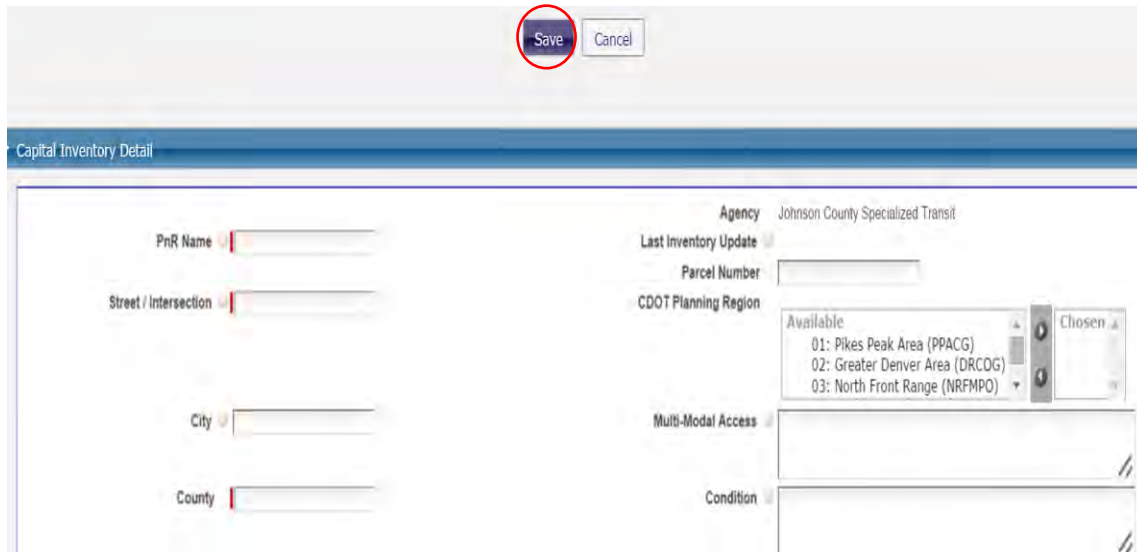 Save Cancel
Capital Inventory Detail
Agency Johnson County Specialized Transit
PnR Name
Last Inventory Update
Parcel Number
Street / Intersection
CDOT Planning Region
Available
Chosen
01: Pikes Peak Area (PPACG)
02: Greater Denver Area (DRCOG)
03: North Front Range (NRFMPO)
City
Multi-Modal Access
County
Condition